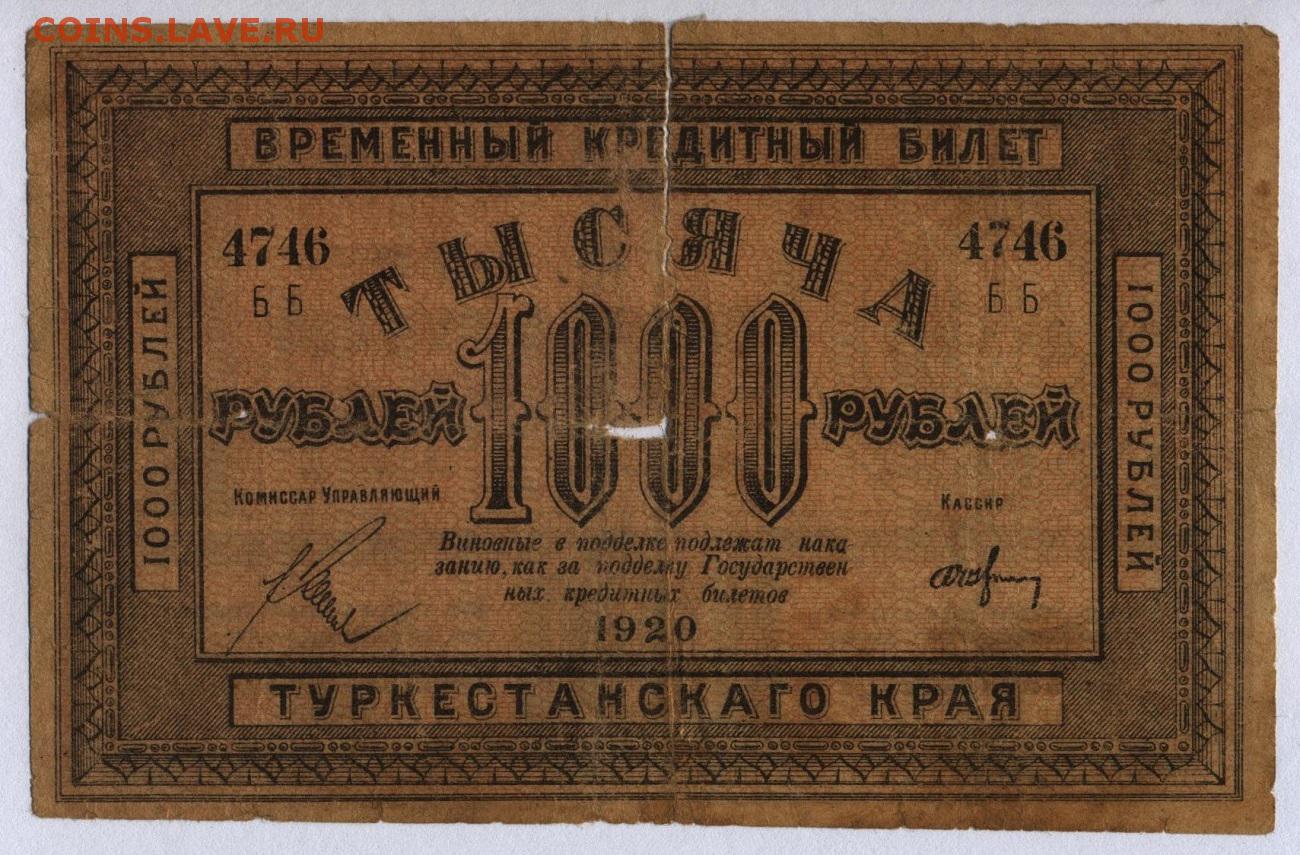 COINS.LAVE.RU
ВРЕМЕННЫЙ КРЕДИТНЫЙ БИЛЕТ
4746 4746
ББ ББ
ТЫСЯЧА
1000
РУБЛЕЙ РУБЛЕЙ
1000 РУБЛЕЙ
1000 РУБЛЕЙ
КОМИССАР УПРАВЛЯЮЩИЙ КАССИР
Виновные в подделке подлежат нака-
занию, как за подделку Государствен
ных кредитных билетов
1920
ТУРКЕСТАНСКАГО КРАЯ